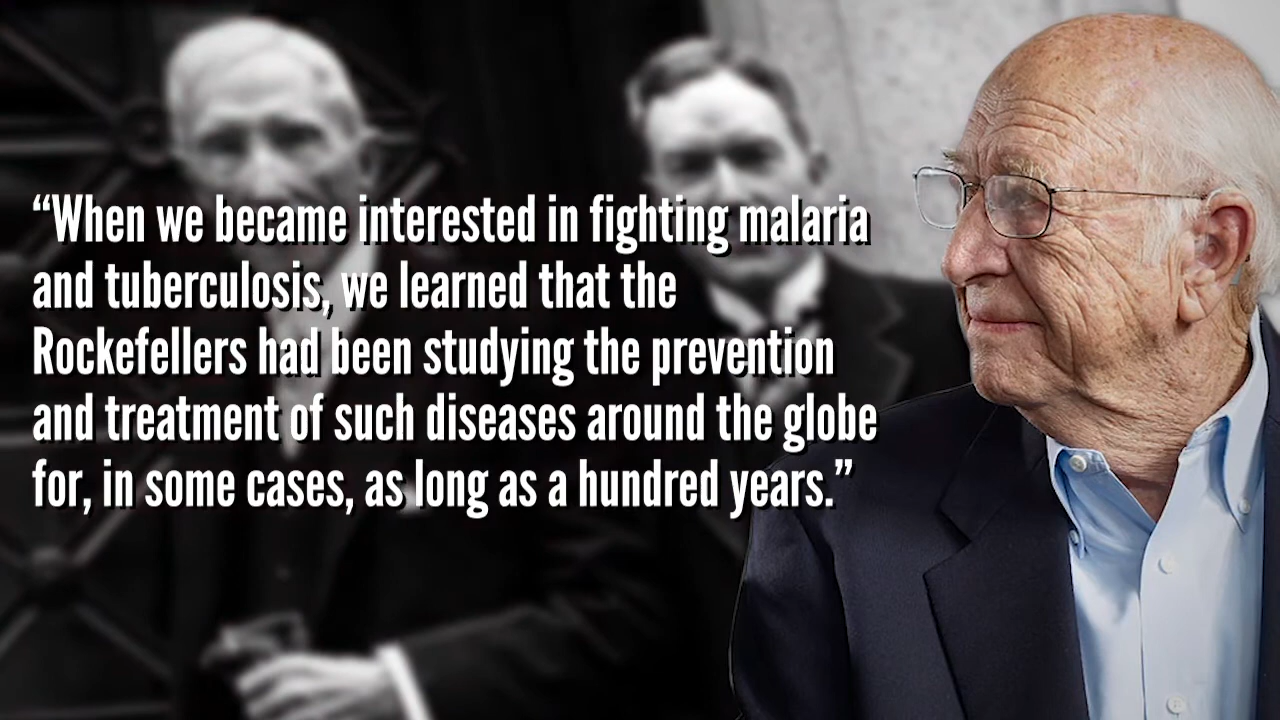 “When we became interested in fighting malaria
and tuberculosis, we learned that the
Rockefellers had been studying the prevention
and treatment of such diseases around the globe
for, in some cases, as long as a hundred years.”